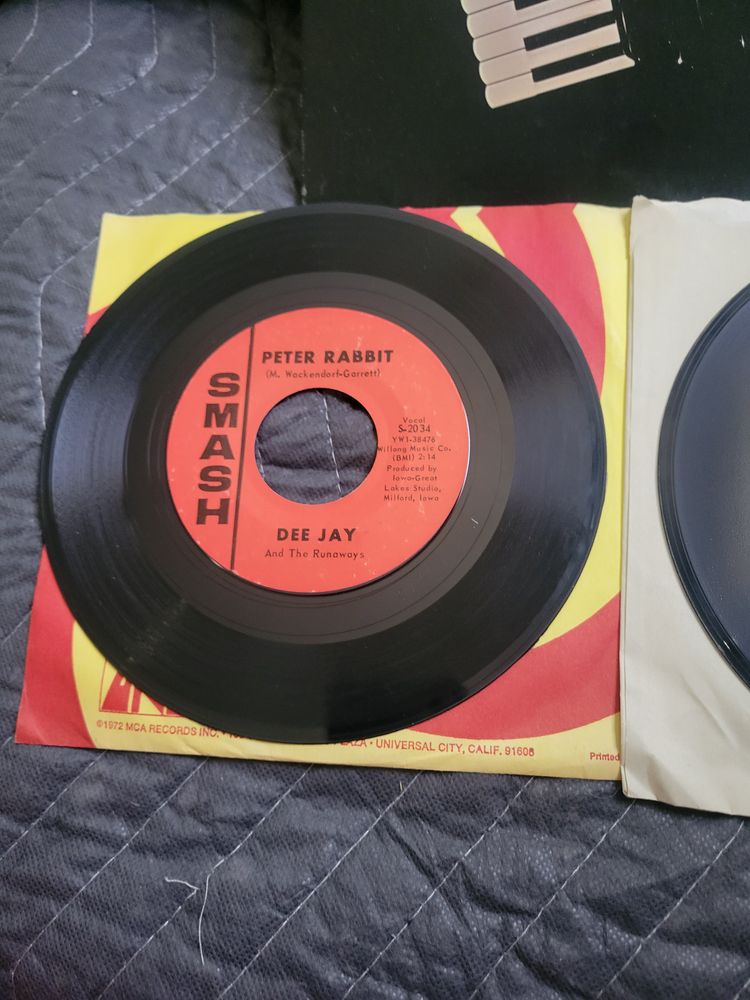 SMASH
PETER RABBIT
(M. Wackendorf-Garrett)
Vocal
S-2034
YW1-38476
Willong Music Co.
(BMI) 2:14
Produced by
Iowa-Great
Lakes Studio,
Milford, Iowa
DEE JAY
And The Runaways
©1972 MCA RECORDS INC. • UNIVERSAL CITY, CALIF. 91608
Printed